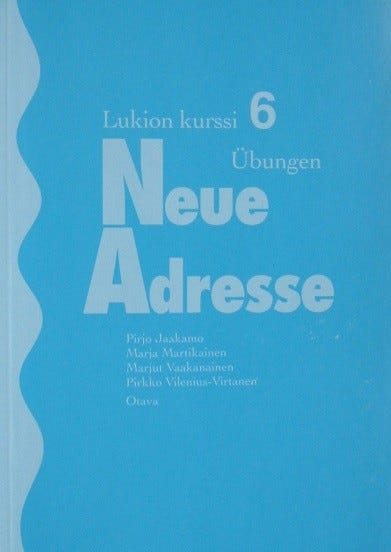 Lukion kurssi 6
Übungen
Neue
Adresse
Pirjo Jaakamo
Marja Martikainen
Marjut Vaakanainen
Pirkko Vilenius-Virtanen
Otava